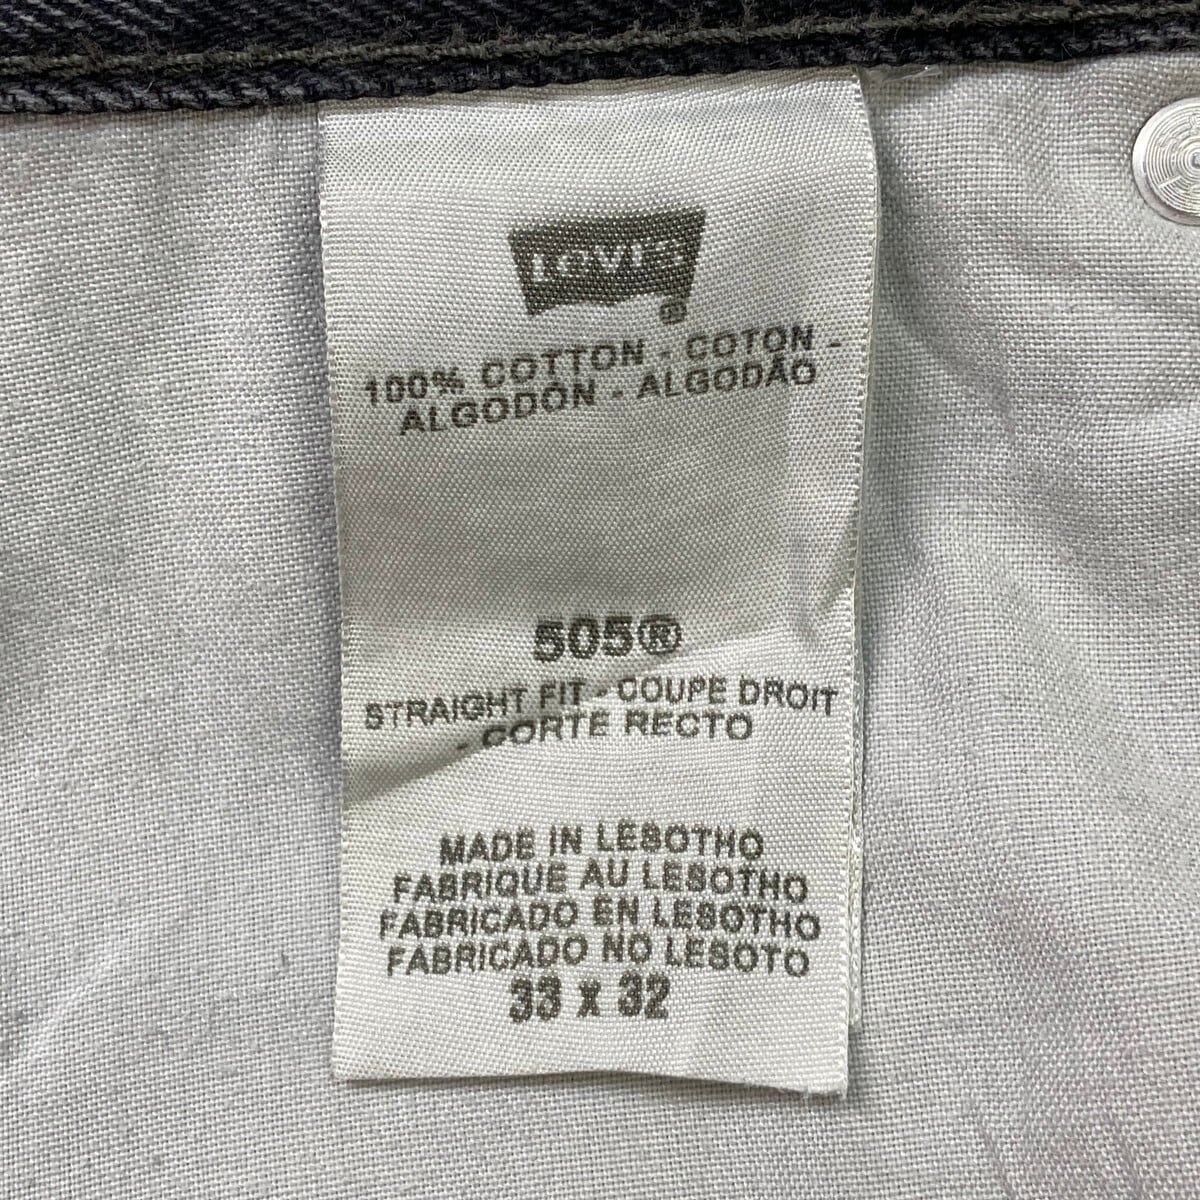 Levi's
®
100% COTTON - COTON -
ALGODÓN - ALGODÃO
505®
STRAIGHT FIT - COUPE DROIT
- CORTE RECTO
MADE IN LESOTHO
FABRIQUE AU LESOTHO
FABRICADO EN LESOTHO
FABRICADO NO LESOTO
33 x 32